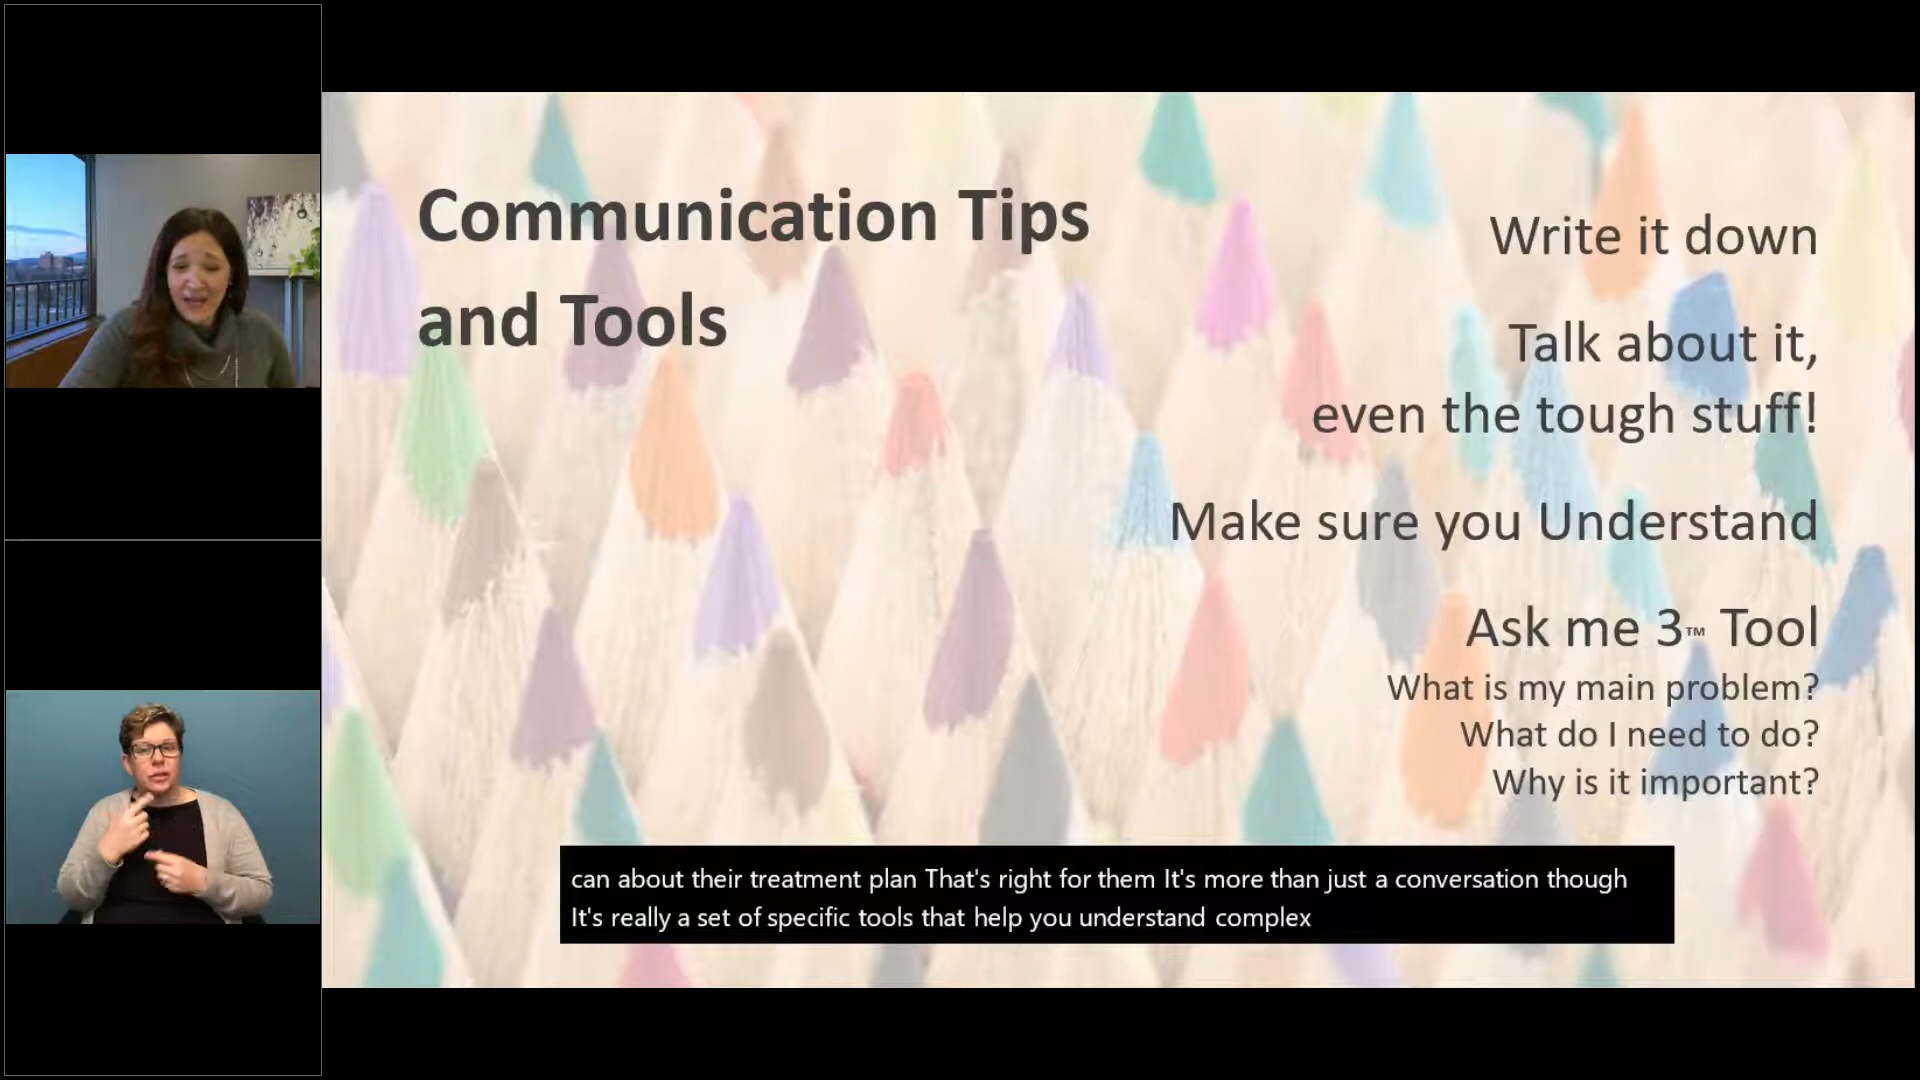 Communication Tips
and Tools
Write it down
Talk about it,
even the tough stuff!
Make sure you Understand
Ask me 3™ Tool
What is my main problem?
What do I need to do?
Why is it important?
can about their treatment plan That's right for them It's more than just a conversation though
It's really a set of specific tools that help you understand complex